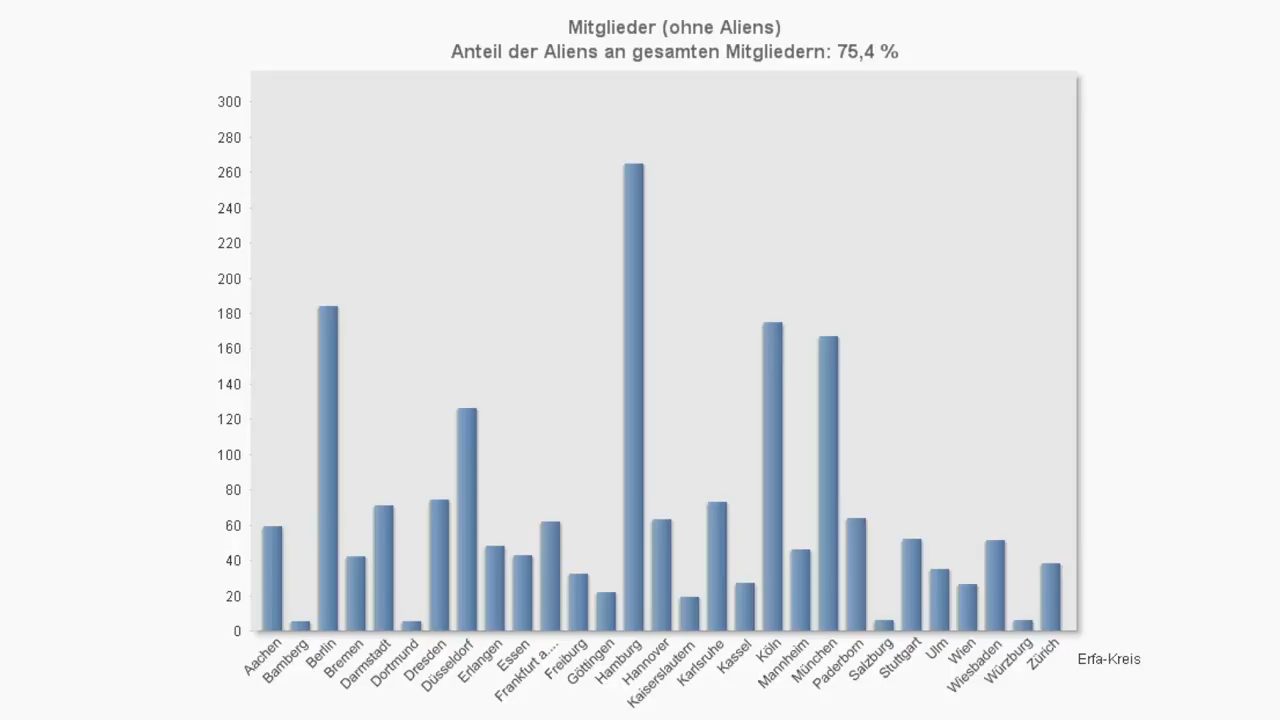 Mitglieder (ohne Aliens)
Anteil der Aliens an gesamten Mitgliedern: 75,4 %
300
280
260
240
220
200
180
160
140
120
100
80
60
40
20
0
Aachen
Bamberg
Berlin
Bremen
Darmstadt
Dortmund
Dresden
Düsseldorf
Erlangen
Essen
Frankfurt a....
Freiburg
Göttingen
Hamburg
Hannover
Kaiserslautern
Karlsruhe
Kassel
Köln
Mannheim
München
Paderborn
Salzburg
Stuttgart
Ulm
Wien
Wiesbaden
Würzburg
Zürich
Erfa-Kreis